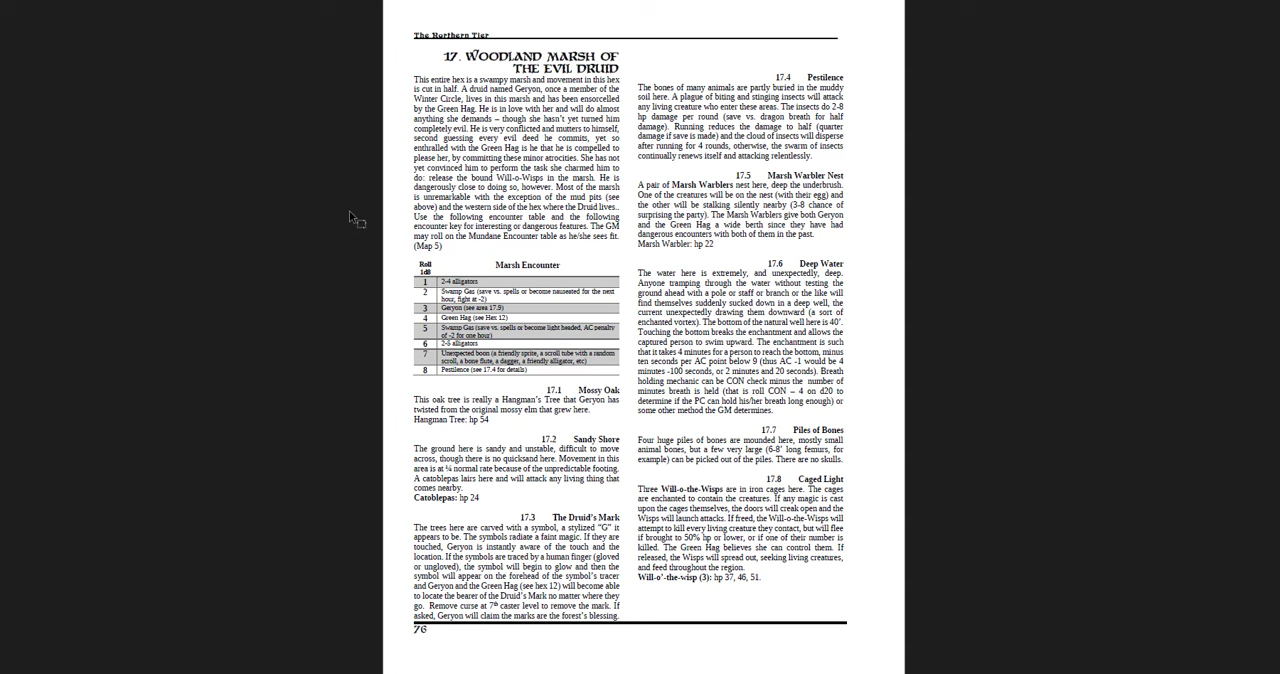 The Northern Tier
17. WOODLAND MARSH OF
THE EVIL DRUID
This entire hex is a swampy marsh and movement in this hex
is cut in half. A druid named Geryon, once a member of the
Winter Circle, lives in this marsh and has been ensorcelled
by the Green Hag. He is in love with her and will do almost
anything she demands – though she hasn't yet turned him
completely evil. He is very conflicted and mutters to himself,
second guessing every evil deed he commits, yet so
enthralled with the Green Hag is he that he is compelled to
please her, by committing these minor atrocities. She has not
yet convinced him to perform the task she charmed him to
do: release the bound Will-o-Wisps in the marsh. He is
dangerously close to doing so, however. Most of the marsh
is unremarkable with the exception of the mud pits (see
above) and the western side of the hex where the Druid lives..
Use the following encounter table and the following
encounter key for interesting or dangerous features. The GM
may roll on the Mundane Encounter table as he/she sees fit.
(Map 5)
Roll
1d8
Marsh Encounter
1 2-4 alligators
2 Swamp Gas (save vs. spells or become nauseated for the next
hour, fight at -2)
3 Geryon (see area 17.9)
4 Green Hag (see Hex 12)
5 Swamp Gas (save vs. spells or become light headed, AC penalty
of -2 for one hour)
6 2-5 alligators
7 Unexpected boon (a friendly sprite, a scroll tube with a random
scroll, a bone flute, a dagger, a friendly alligator, etc)
8 Pestilence (see 17.4 for details)
17.1 Mossy Oak
This oak tree is really a Hangman's Tree that Geryon has
twisted from the original mossy elm that grew here.
Hangman Tree: hp 54
17.2 Sandy Shore
The ground here is sandy and unstable, difficult to move
across, though there is no quicksand here. Movement in this
area is at ¼ normal rate because of the unpredictable footing.
A catoblepas lairs here and will attack any living thing that
comes nearby.
Catoblepas: hp 24
17.3 The Druid's Mark
The trees here are carved with a symbol, a stylized "G" it
appears to be. The symbols radiate a faint magic. If they are
touched, Geryon is instantly aware of the touch and the
location. If the symbols are traced by a human finger (gloved
or ungloved), the symbol will begin to glow and then the
symbol will appear on the forehead of the symbol's tracer
and Geryon and the Green Hag (see hex 12) will become able
to locate the bearer of the Druid's Mark no matter where they
go. Remove curse at 7th caster level to remove the mark. If
asked, Geryon will claim the marks are the forest's blessing.
17.4 Pestilence
The bones of many animals are partly buried in the muddy
soil here. A plague of biting and stinging insects will attack
any living creature who enter these areas. The insects do 2-8
hp damage per round (save vs. dragon breath for half
damage). Running reduces the damage to half (quarter
damage if save is made) and the cloud of insects will disperse
after running for 4 rounds, otherwise, the swarm of insects
continually renews itself and attacking relentlessly.
17.5 Marsh Warbler Nest
A pair of Marsh Warblers nest here, deep the underbrush.
One of the creatures will be on the nest (with their egg) and
the other will be stalking silently nearby (3-8 chance of
surprising the party). The Marsh Warblers give both Geryon
and the Green Hag a wide berth since they have had
dangerous encounters with both of them in the past.
Marsh Warbler: hp 22
17.6 Deep Water
The water here is extremely, and unexpectedly, deep.
Anyone tramping through the water without testing the
ground ahead with a pole or staff or branch or the like will
find themselves suddenly sucked down in a deep well, the
current unexpectedly drawing them downward (a sort of
enchanted vortex). The bottom of the natural well here is 40'.
Touching the bottom breaks the enchantment and allows the
captured person to swim upward. The enchantment is such
that it takes 4 minutes for a person to reach the bottom, minus
ten seconds per AC point below 9 (thus AC -1 would be 4
minutes -100 seconds, or 2 minutes and 20 seconds). Breath
holding mechanic can be CON check minus the number of
minutes breath is held (that is roll CON – 4 on d20 to
determine if the PC can hold his/her breath long enough) or
some other method the GM determines.
17.7 Piles of Bones
Four huge piles of bones are mounded here, mostly small
animal bones, but a few very large (6-8' long femurs, for
example) can be picked out of the piles. There are no skulls.
17.8 Caged Light
Three Will-o-the-Wisps are in iron cages here. The cages
are enchanted to contain the creatures. If any magic is cast
upon the cages themselves, the doors will creak open and the
Wisps will launch attacks. If freed, the Will-o-the-Wisps will
attempt to kill every living creature they contact, but will flee
if brought to 50% hp or lower, or if one of their number is
killed. The Green Hag believes she can control them. If
released, the Wisps will spread out, seeking living creatures,
and feed throughout the region.
Will-o'-the-wisp (3): hp 37, 46, 51.
76